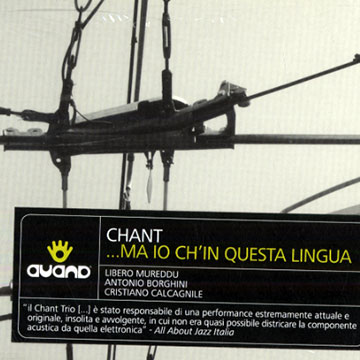 CHANT
...MA IO CH'IN QUESTA LINGUA
auand
LIBERO MUREDDU
ANTONIO BORGHINI
CRISTIANO CALCAGNILE
"il Chant Trio [...] è stato responsabile di una performance estremamente attuale e
originale, insolita e avvolgente, in cui non era quasi possibile districare la componente
acustica da quella elettronica" - All About Jazz Italia